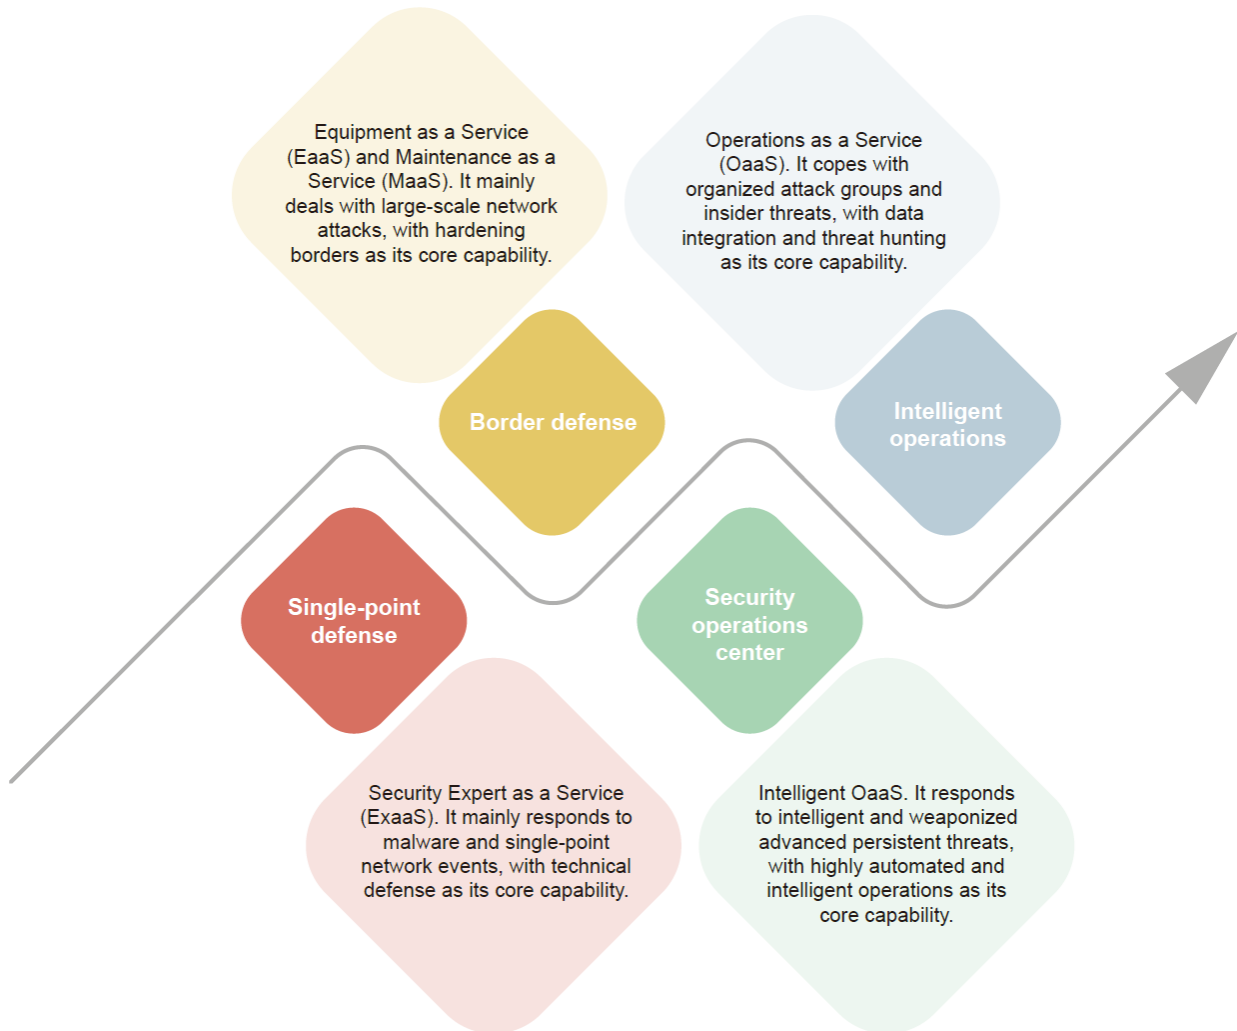 Equipment as a Service
(EaaS) and Maintenance as a
Service (MaaS). It mainly
deals with large-scale network
attacks, with hardening
borders as its core capability.
Operations as a Service
(OaaS). It copes with
organized attack groups and
insider threats, with data
integration and threat hunting
as its core capability.
Border defense
Intelligent
operations
Single-point
defense
Security
operations
center
Security Expert as a Service
(ExaaS). It mainly responds to
malware and single-point
network events, with technical
defense as its core capability.
Intelligent OaaS. It responds
to intelligent and weaponized
advanced persistent threats,
with highly automated and
intelligent operations as its
core capability.